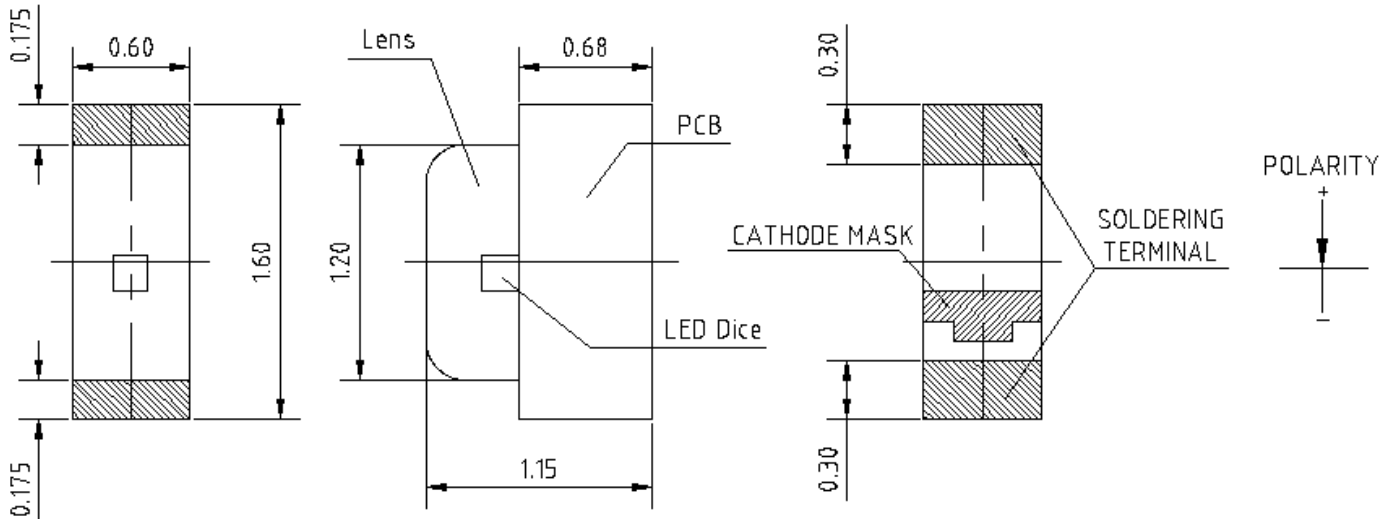 0.175
0.60
Lens
0.68
0.30
PCB
POLARITY
+
1.60
1.20
CATHODE MASK
SOLDERING
TERMINAL
LED Dice
−
0.175
1.15
0.30